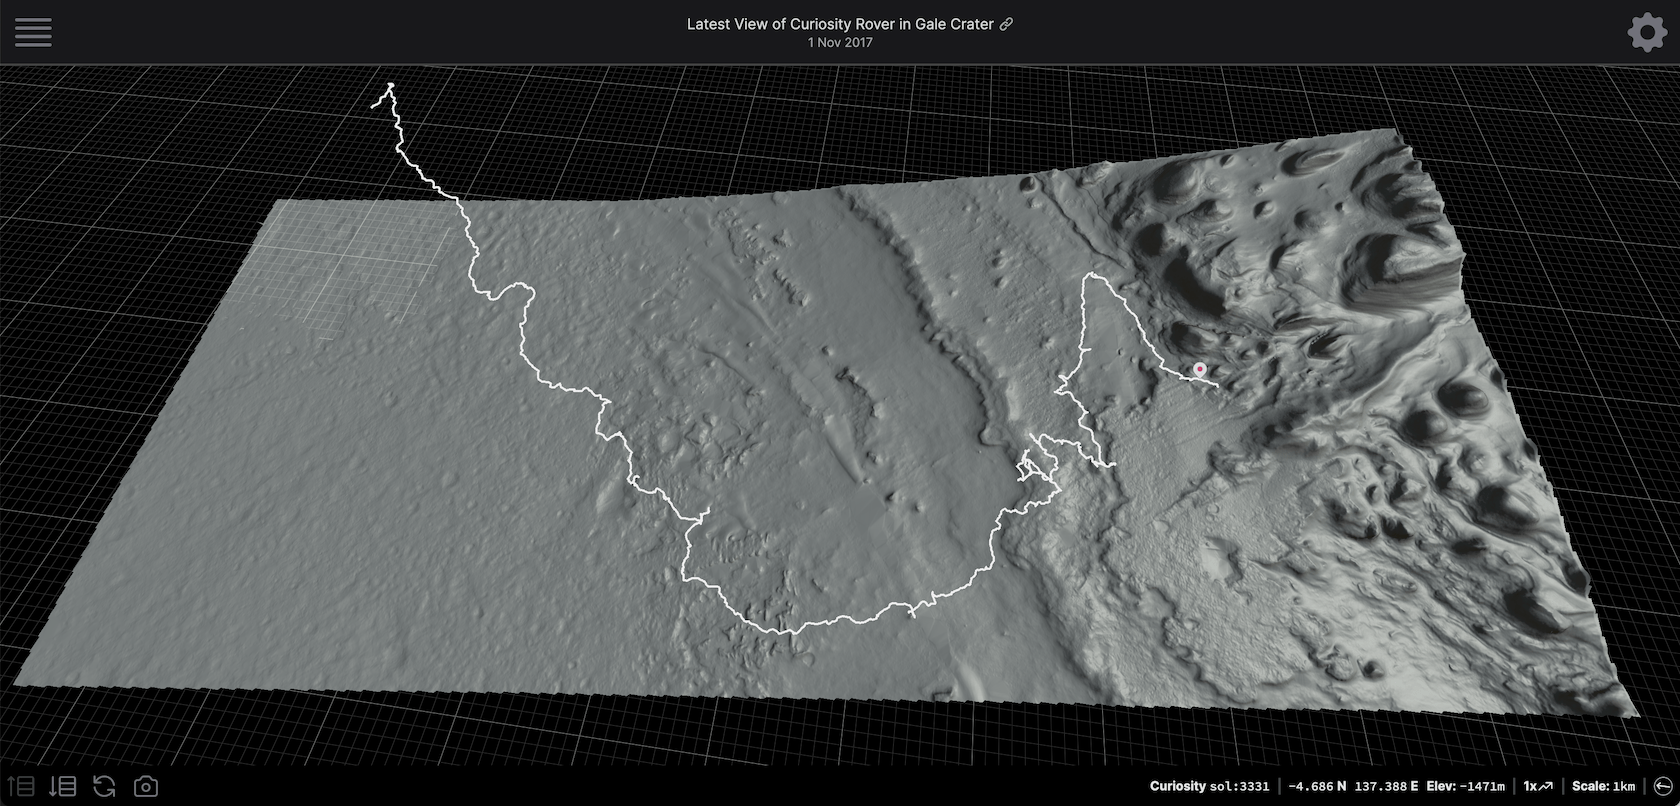 Latest View of Curiosity Rover in Gale Crater
1 Nov 2017
Curiosity sol:3331 | -4.686 N 137.388 E Elev: -1471m | 1x | Scale: 1km